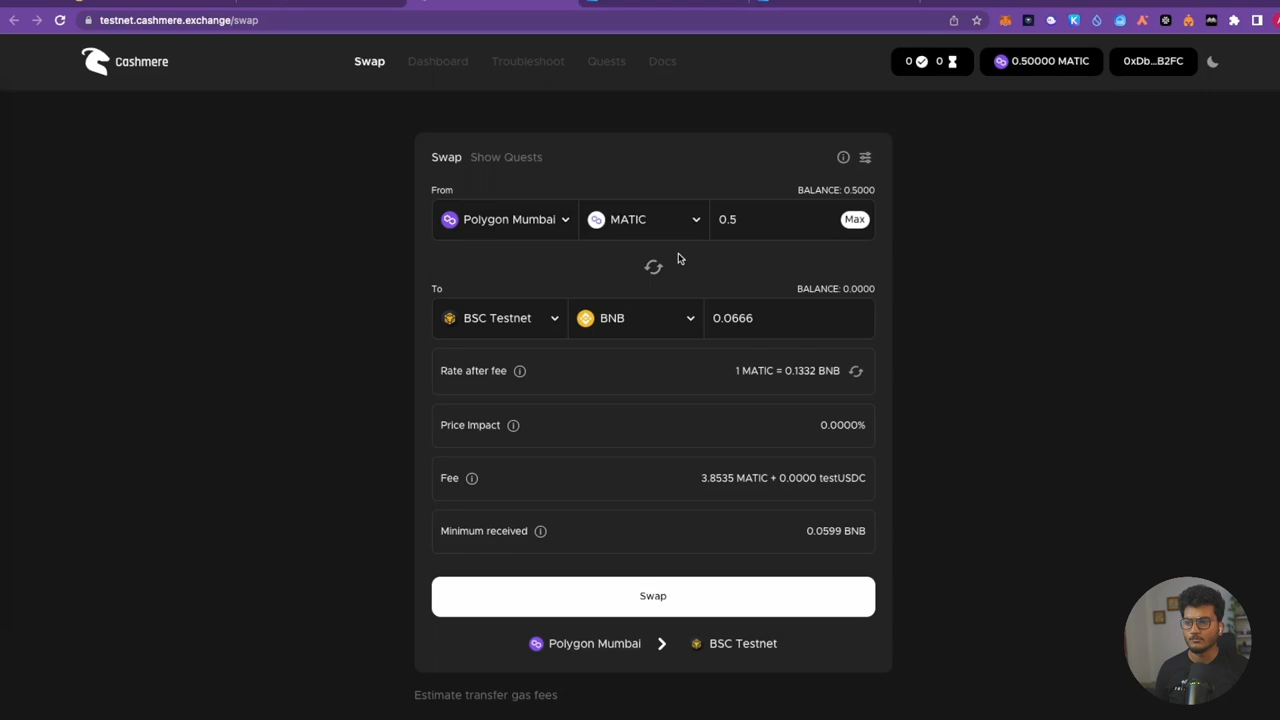 testnet.cashmere.exchange/swap
Cashmere Swap Dashboard Troubleshoot Quests Docs 0 0 0.50000 MATIC 0xDb...B2FC
Swap Show Quests
From BALANCE: 0.5000
Polygon Mumbai MATIC 0.5 Max
To BALANCE: 0.0000
BSC Testnet BNB 0.0666
Rate after fee 1 MATIC = 0.1332 BNB
Price Impact 0.0000%
Fee 3.8535 MATIC + 0.0000 testUSDC
Minimum received 0.0599 BNB
Swap
Polygon Mumbai BSC Testnet
Estimate transfer gas fees